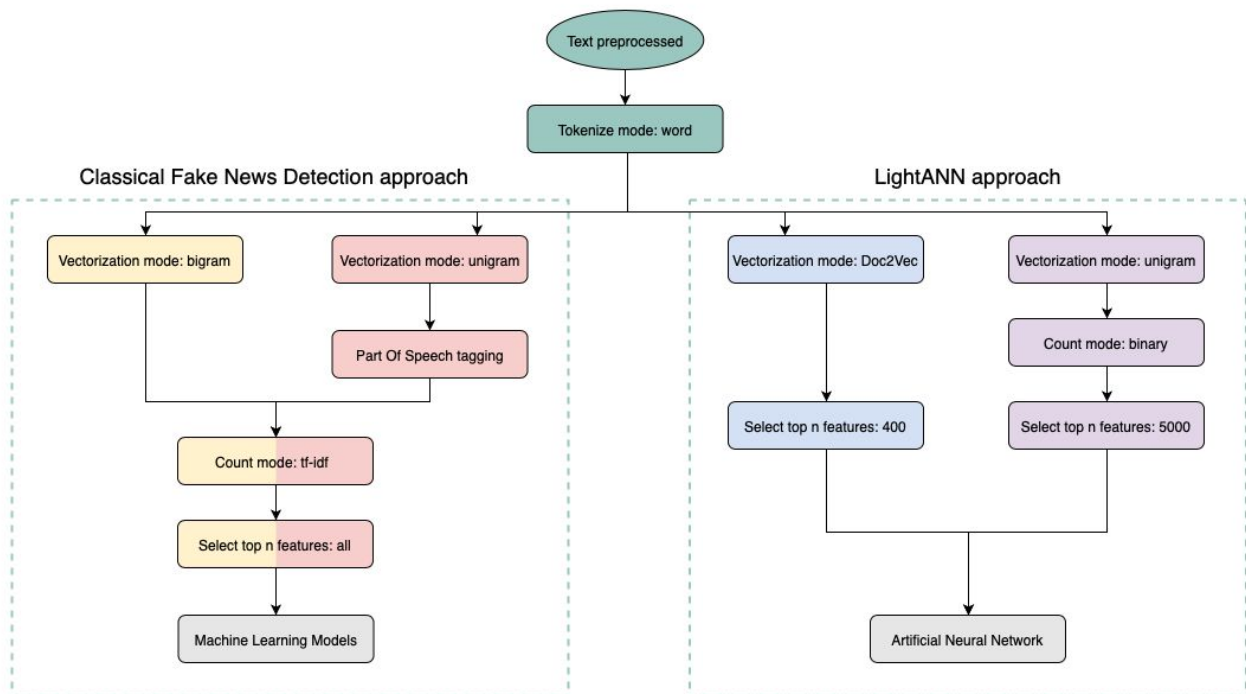 Text preprocessed
Tokenize mode: word
Classical Fake News Detection approach
LightANN approach
Vectorization mode: bigram
Vectorization mode: unigram
Vectorization mode: Doc2Vec
Vectorization mode: unigram
Part Of Speech tagging
Count mode: binary
Select top n features: 400
Select top n features: 5000
Count mode: tf-idf
Select top n features: all
Machine Learning Models
Artificial Neural Network